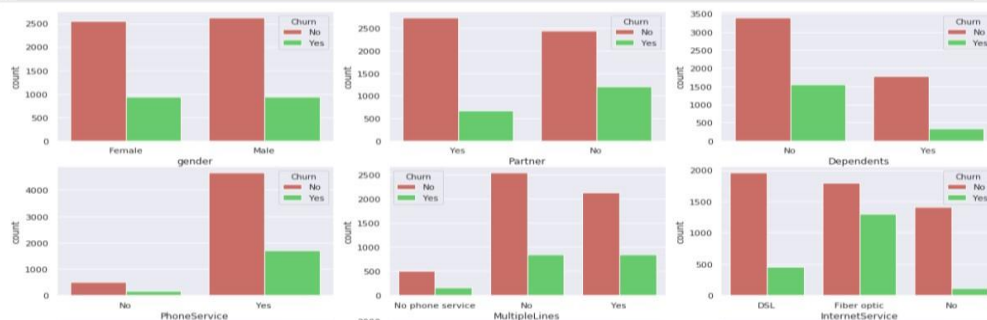 2500
2000
1500
1000
500
0
count
Female
Male
gender
Churn
No
Yes
2500
2000
1500
1000
500
0
count
Yes
No
Partner
Churn
No
Yes
3500
3000
2500
2000
1500
1000
500
0
count
No
Yes
Dependents
Churn
No
Yes
4000
3000
2000
1000
0
count
No
Yes
PhoneService
Churn
No
Yes
2500
2000
1500
1000
500
0
count
No phone service
No
Yes
MultipleLines
Churn
No
Yes
2000
1500
1000
500
0
count
DSL
Fiber optic
No
InternetService
Churn
No
Yes